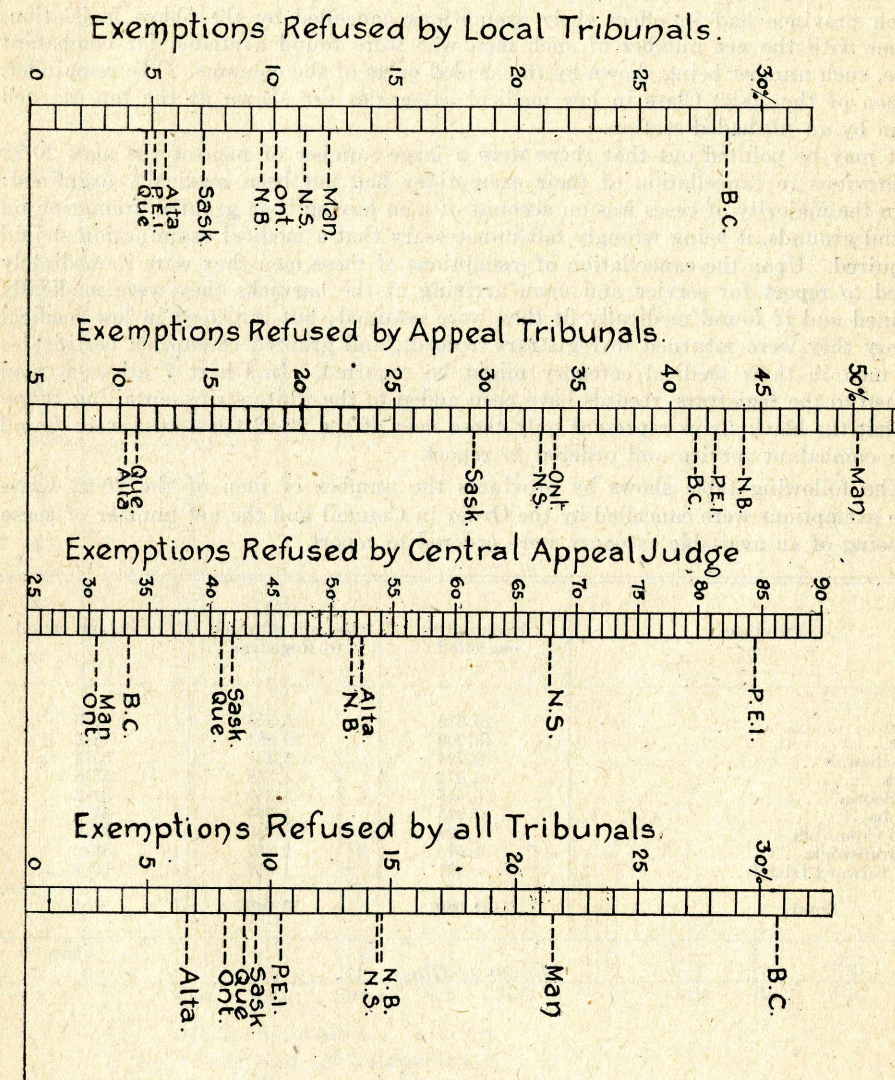 Exemptions Refused by Local Tribunals.
0 5 10 15 20 25 30%
Que P.E.I. Alta Sask N.B. Ont. N.S. Man. B.C.
Exemptions Refused by Appeal Tribunals.
5 10 15 20 25 30 35 40 45 50%
Alta Que Sask. N.S. Ont. B.C. P.E.I. N.B. Man
Exemptions Refused by Central Appeal Judge
25 30 35 40 45 50 55 60 65 70 75 80 85 90
Ont. Man B.C. Que Sask. N.B. Alta N.S. P.E.I.
Exemptions Refused by all Tribunals.
0 5 10 15 20 25 30%
Alta. Ont. Que Sask. P.E.I. N.S. N.B. Man B.C.